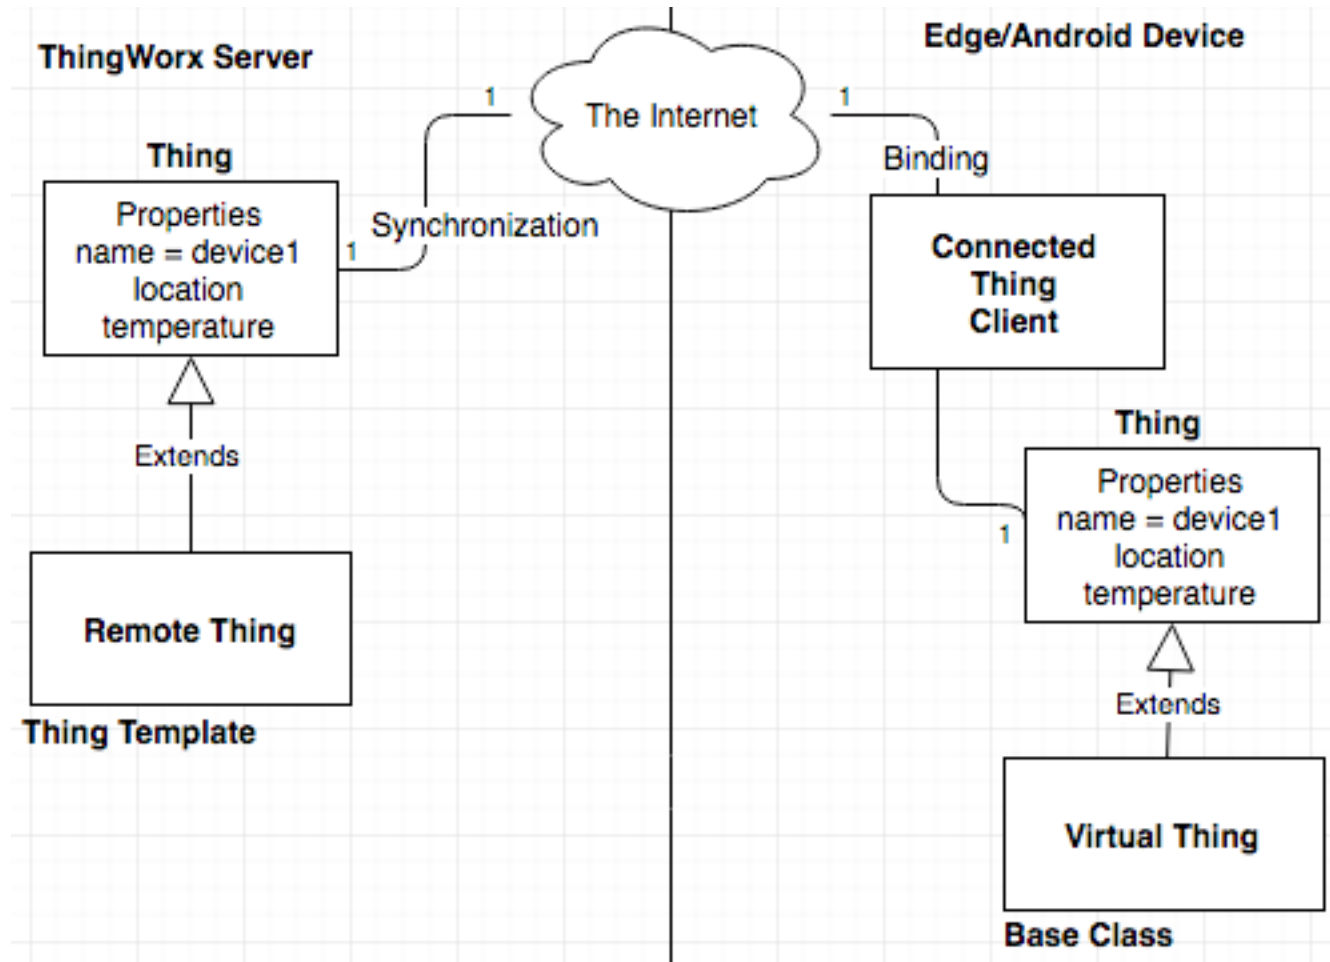 ThingWorx Server
Edge/Android Device
1
The Internet
1
Thing
Binding
Properties
name = device1
location
temperature
Synchronization
1
Connected
Thing
Client
Extends
Thing
Properties
name = device1
location
temperature
1
Remote Thing
Thing Template
Extends
Virtual Thing
Base Class